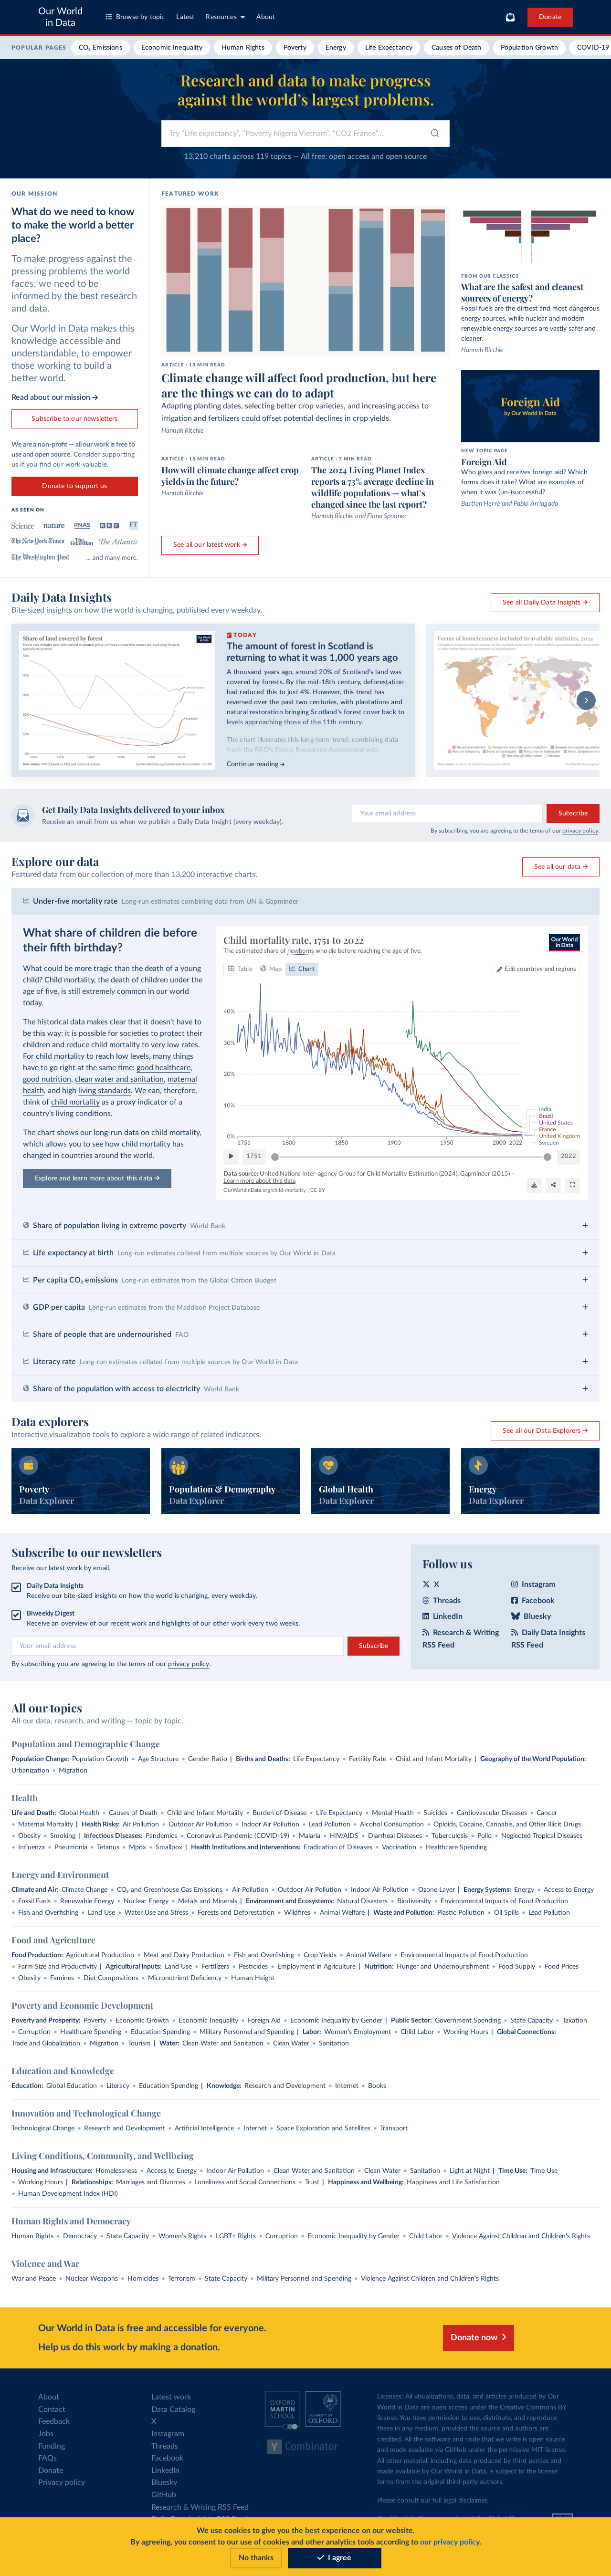 Our World
in Data
Browse by topic
Latest
Resources
About
Donate
POPULAR PAGES
CO₂ Emissions
Economic Inequality
Human Rights
Poverty
Energy
Life Expectancy
Causes of Death
Population Growth
COVID-19
Research and data to make progress
against the world’s largest problems.
Try “Life expectancy”, “Poverty Nigeria Vietnam”, “CO2 France”…
13,210 charts across 119 topics — All free: open access and open source
OUR MISSION
What do we need to know
to make the world a better
place?
To make progress against the
pressing problems the world
faces, we need to be
informed by the best research
and data.
Our World in Data makes this
knowledge accessible and
understandable, to empower
those working to build a
better world.
Read about our mission →
Subscribe to our newsletters
We are a non-profit — all our work is free to
use and open source. Consider supporting
us if you find our work valuable.
Donate to support us
AS SEEN ON
Science
nature
PNAS
BBC
FT
The New York Times
The Guardian
The Atlantic
The Washington Post
... and many more.
FEATURED WORK
ARTICLE · 13 MIN READ
Climate change will affect food production, but here
are the things we can do to adapt
Adapting planting dates, selecting better crop varieties, and increasing access to
irrigation and fertilizers could offset potential declines in crop yields.
Hannah Ritchie
ARTICLE · 15 MIN READ
How will climate change affect crop
yields in the future?
Hannah Ritchie
ARTICLE · 7 MIN READ
The 2024 Living Planet Index
reports a 73% average decline in
wildlife populations — what’s
changed since the last report?
Hannah Ritchie and Fiona Spooner
See all our latest work →
FROM OUR CLASSICS
What are the safest and cleanest
sources of energy?
Fossil fuels are the dirtiest and most dangerous
energy sources, while nuclear and modern
renewable energy sources are vastly safer and
cleaner.
Hannah Ritchie
Foreign Aid
by Our World in Data
NEW TOPIC PAGE
Foreign Aid
Who gives and receives foreign aid? Which
forms does it take? What are examples of
when it was (un-)successful?
Bastian Herre and Pablo Arriagada
Daily Data Insights
Bite-sized insights on how the world is changing, published every weekday.
See all Daily Data Insights →
Share of land covered by forest
TODAY
The amount of forest in Scotland is
returning to what it was 1,000 years ago
A thousand years ago, around 20% of Scotland’s land was
covered by forests. By the mid-18th century, deforestation
had reduced this to just 4%. However, this trend has
reversed over the past two centuries, with plantations and
natural restoration bringing Scotland’s forest cover back to
levels approaching those of the 11th century.
The chart illustrates this long-term trend, combining data
from the FAO’s Forest Resources Assessment with
Continue reading →
Forms of homelessness included in available statistics, 2024
Get Daily Data Insights delivered to your inbox
Receive an email from us when we publish a Daily Data Insight (every weekday).
Your email address
Subscribe
By subscribing you are agreeing to the terms of our privacy policy.
Explore our data
Featured data from our collection of more than 13,200 interactive charts.
See all our data →
Under-five mortality rate Long-run estimates combining data from UN & Gapminder
What share of children die before
their fifth birthday?
What could be more tragic than the death of a young
child? Child mortality, the death of children under the
age of five, is still extremely common in our world
today.
The historical data makes clear that it doesn’t have to
be this way: it is possible for societies to protect their
children and reduce child mortality to very low rates.
For child mortality to reach low levels, many things
have to go right at the same time: good healthcare,
good nutrition, clean water and sanitation, maternal
health, and high living standards. We can, therefore,
think of child mortality as a proxy indicator of a
country’s living conditions.
The chart shows our long-run data on child mortality,
which allows you to see how child mortality has
changed in countries around the world.
Explore and learn more about this data →
Child mortality rate, 1751 to 2022
The estimated share of newborns who die before reaching the age of five.
Our World
in Data
Table
Map
Chart
Edit countries and regions
40%
30%
20%
10%
0%
1751
1800
1850
1900
1950
2000
2022
India
Brazil
United States
France
United Kingdom
Sweden
1751
2022
Data source: United Nations Inter-agency Group for Child Mortality Estimation (2024); Gapminder (2015) –
Learn more about this data
OurWorldinData.org/child-mortality | CC BY
Share of population living in extreme poverty World Bank
Life expectancy at birth Long-run estimates collated from multiple sources by Our World in Data
Per capita CO₂ emissions Long-run estimates from the Global Carbon Budget
GDP per capita Long-run estimates from the Maddison Project Database
Share of people that are undernourished FAO
Literacy rate Long-run estimates collated from multiple sources by Our World in Data
Share of the population with access to electricity World Bank
Data explorers
Interactive visualization tools to explore a wide range of related indicators.
See all our Data Explorers →
Poverty
Data Explorer
Population & Demography
Data Explorer
Global Health
Data Explorer
Energy
Data Explorer
Subscribe to our newsletters
Receive our latest work by email.
Daily Data Insights
Receive our bite-sized insights on how the world is changing, every weekday.
Biweekly Digest
Receive an overview of our recent work and highlights of our other work every two weeks.
Your email address
Subscribe
By subscribing you are agreeing to the terms of our privacy policy.
Follow us
X
Instagram
Threads
Facebook
LinkedIn
Bluesky
Research & Writing
RSS Feed
Daily Data Insights
RSS Feed
All our topics
All our data, research, and writing — topic by topic.
Population and Demographic Change
Population Change: Population Growth • Age Structure • Gender Ratio | Births and Deaths: Life Expectancy • Fertility Rate • Child and Infant Mortality | Geography of the World Population:
Urbanization • Migration
Health
Life and Death: Global Health • Causes of Death • Child and Infant Mortality • Burden of Disease • Life Expectancy • Mental Health • Suicides • Cardiovascular Diseases • Cancer
• Maternal Mortality | Health Risks: Air Pollution • Outdoor Air Pollution • Indoor Air Pollution • Lead Pollution • Alcohol Consumption • Opioids, Cocaine, Cannabis, and Other Illicit Drugs
• Obesity • Smoking | Infectious Diseases: Pandemics • Coronavirus Pandemic (COVID-19) • Malaria • HIV/AIDS • Diarrheal Diseases • Tuberculosis • Polio • Neglected Tropical Diseases
• Influenza • Pneumonia • Tetanus • Mpox • Smallpox | Health Institutions and Interventions: Eradication of Diseases • Vaccination • Healthcare Spending
Energy and Environment
Climate and Air: Climate Change • CO₂ and Greenhouse Gas Emissions • Air Pollution • Outdoor Air Pollution • Indoor Air Pollution • Ozone Layer | Energy Systems: Energy • Access to Energy
• Fossil Fuels • Renewable Energy • Nuclear Energy • Metals and Minerals | Environment and Ecosystems: Natural Disasters • Biodiversity • Environmental Impacts of Food Production
• Fish and Overfishing • Land Use • Water Use and Stress • Forests and Deforestation • Wildfires • Animal Welfare | Waste and Pollution: Plastic Pollution • Oil Spills • Lead Pollution
Food and Agriculture
Food Production: Agricultural Production • Meat and Dairy Production • Fish and Overfishing • Crop Yields • Animal Welfare • Environmental Impacts of Food Production
• Farm Size and Productivity | Agricultural Inputs: Land Use • Fertilizers • Pesticides • Employment in Agriculture | Nutrition: Hunger and Undernourishment • Food Supply • Food Prices
• Obesity • Famines • Diet Compositions • Micronutrient Deficiency • Human Height
Poverty and Economic Development
Poverty and Prosperity: Poverty • Economic Growth • Economic Inequality • Foreign Aid • Economic Inequality by Gender | Public Sector: Government Spending • State Capacity • Taxation
• Corruption • Healthcare Spending • Education Spending • Military Personnel and Spending | Labor: Women’s Employment • Child Labor • Working Hours | Global Connections:
Trade and Globalization • Migration • Tourism | Water: Clean Water and Sanitation • Clean Water • Sanitation
Education and Knowledge
Education: Global Education • Literacy • Education Spending | Knowledge: Research and Development • Internet • Books
Innovation and Technological Change
Technological Change • Research and Development • Artificial Intelligence • Internet • Space Exploration and Satellites • Transport
Living Conditions, Community, and Wellbeing
Housing and Infrastructure: Homelessness • Access to Energy • Indoor Air Pollution • Clean Water and Sanitation • Clean Water • Sanitation • Light at Night | Time Use: Time Use
• Working Hours | Relationships: Marriages and Divorces • Loneliness and Social Connections • Trust | Happiness and Wellbeing: Happiness and Life Satisfaction
• Human Development Index (HDI)
Human Rights and Democracy
Human Rights • Democracy • State Capacity • Women’s Rights • LGBT+ Rights • Corruption • Economic Inequality by Gender • Child Labor • Violence Against Children and Children’s Rights
Violence and War
War and Peace • Nuclear Weapons • Homicides • Terrorism • State Capacity • Military Personnel and Spending • Violence Against Children and Children’s Rights
Our World in Data is free and accessible for everyone.
Help us do this work by making a donation.
Donate now
About
Contact
Feedback
Jobs
Funding
FAQs
Donate
Privacy policy
Latest work
Data Catalog
X
Instagram
Threads
Facebook
LinkedIn
Bluesky
GitHub
Research & Writing RSS Feed
OXFORD
MARTIN
SCHOOL
UNIVERSITY OF
OXFORD
Y Combinator
Licenses: All visualizations, data, and articles produced by Our
World in Data are open access under the Creative Commons BY
license. You have permission to use, distribute, and reproduce
these in any medium, provided the source and authors are
credited. All the software and code that we write is open source
and made available via GitHub under the permissive MIT license.
All other material, including data produced by third parties and
made available by Our World in Data, is subject to the license
terms from the original third-party authors.
Please consult our full legal disclaimer.
We use cookies to give you the best experience on our website.
By agreeing, you consent to our use of cookies and other analytics tools according to our privacy policy.
No thanks
I agree